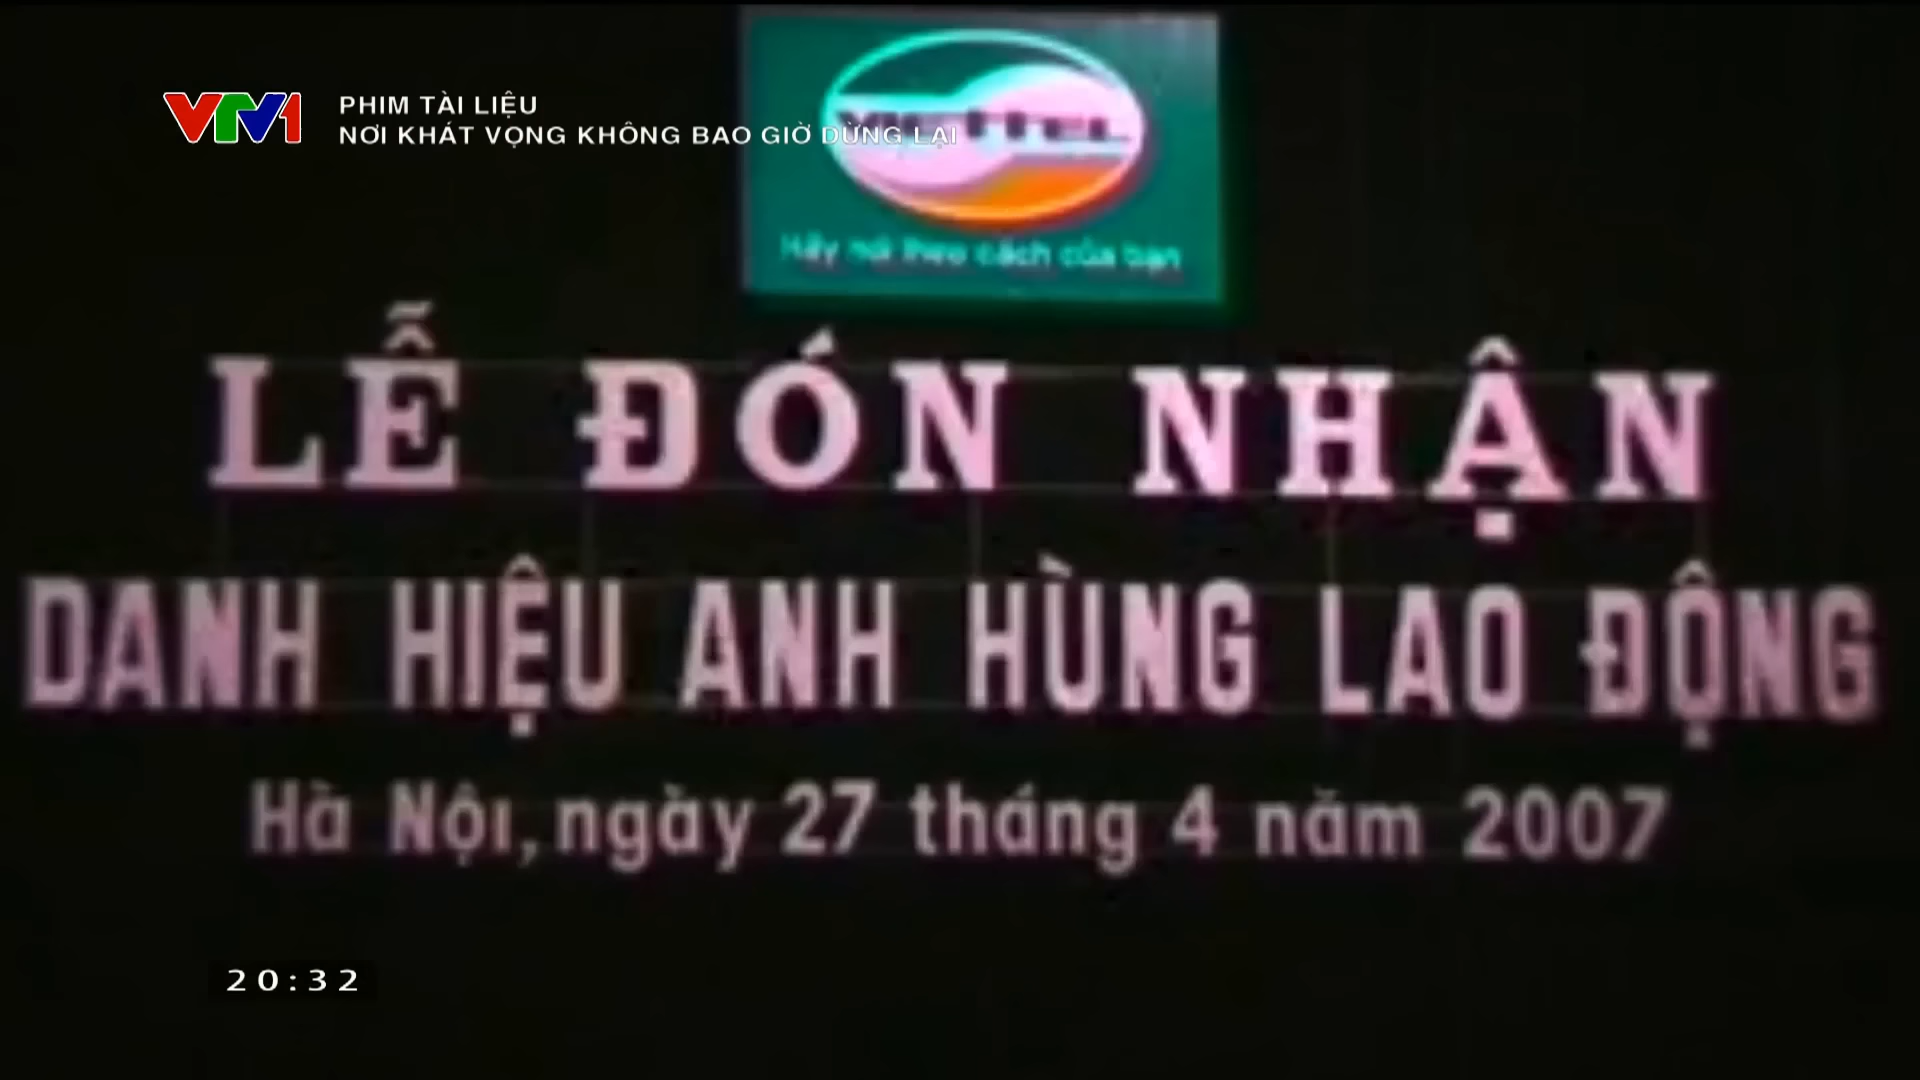 VTV1
PHIM TÀI LIỆU
NƠI KHÁT VỌNG KHÔNG BAO GIỜ DỪNG LẠI
VIETTEL
Hãy nói theo cách của bạn
LỄ ĐÓN NHẬN
DANH HIỆU ANH HÙNG LAO ĐỘNG
Hà Nội, ngày 27 tháng 4 năm 2007
20:32